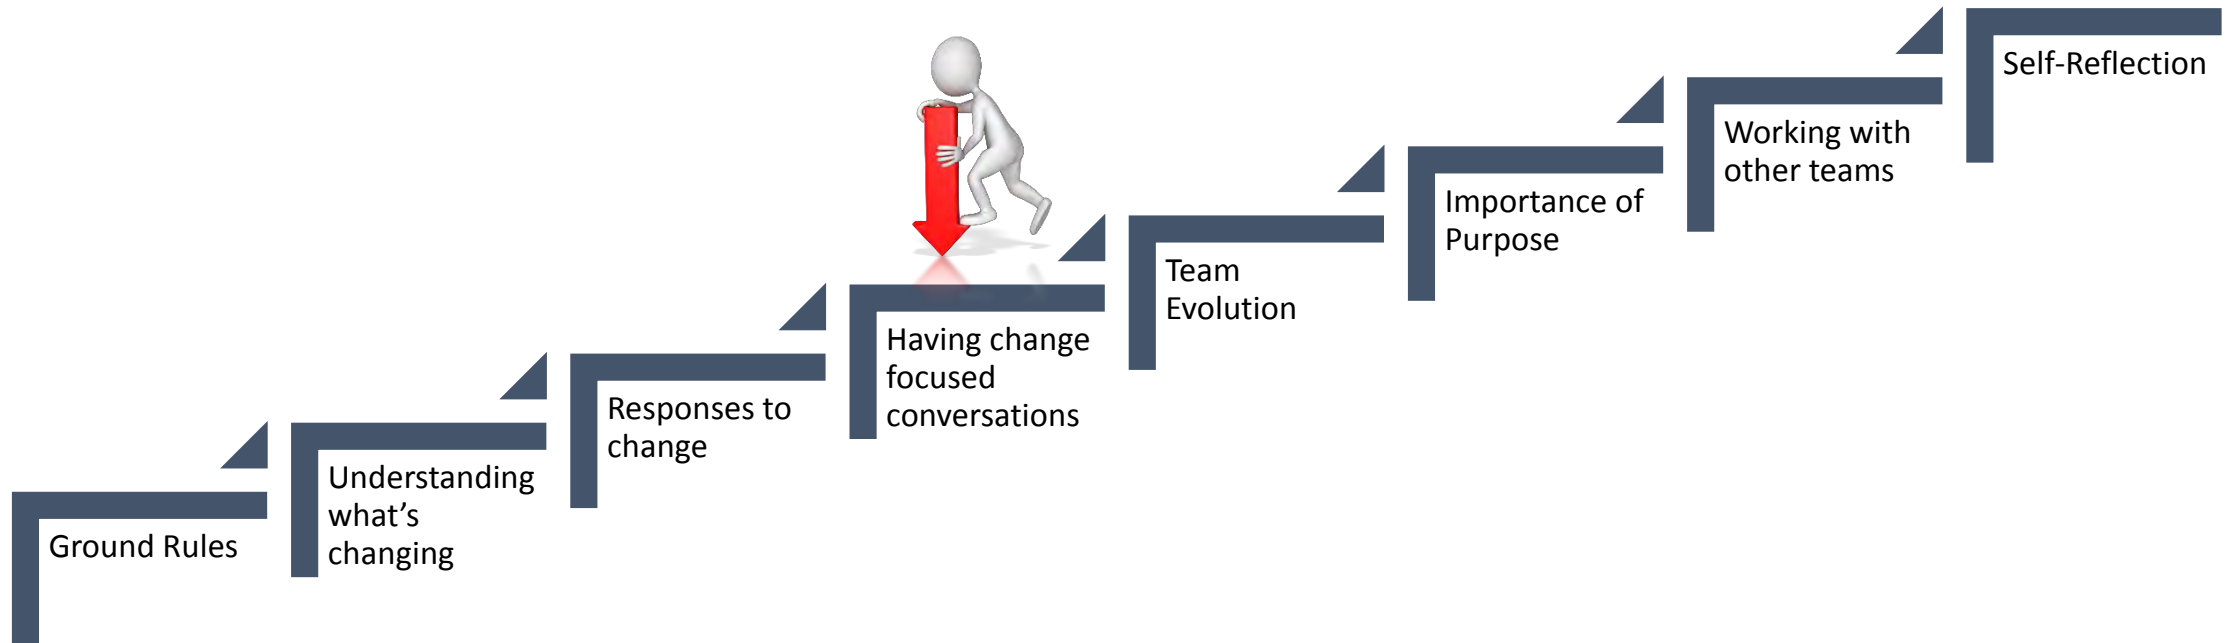 Ground Rules
Understanding
what’s
changing
Responses to
change
Having change
focused
conversations
Team
Evolution
Importance of
Purpose
Working with
other teams
Self-Reflection